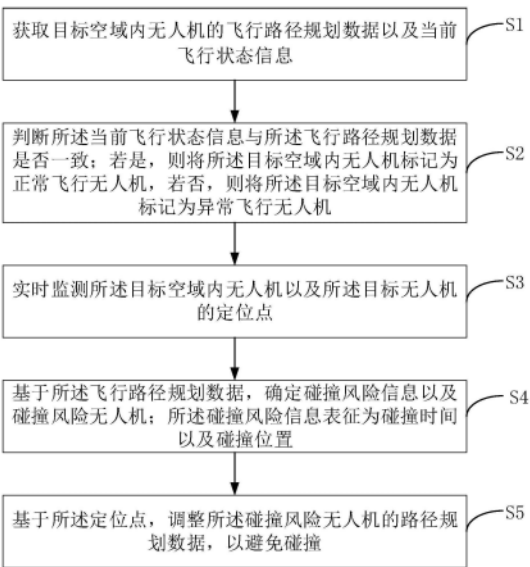 获取目标空域内无人机的飞行路径规划数据以及当前
飞行状态信息
S1
判断所述当前飞行状态信息与所述飞行路径规划数据
是否一致；若是，则将所述目标空域内无人机标记为
正常飞行无人机，若否，则将所述目标空域内无人机
标记为异常飞行无人机
S2
实时监测所述目标空域内无人机以及所述目标无人机
的定位点
S3
基于所述飞行路径规划数据，确定碰撞风险信息以及
碰撞风险无人机；所述碰撞风险信息表征为碰撞时间
以及碰撞位置
S4
基于所述定位点，调整所述碰撞风险无人机的路径规
划数据，以避免碰撞
S5